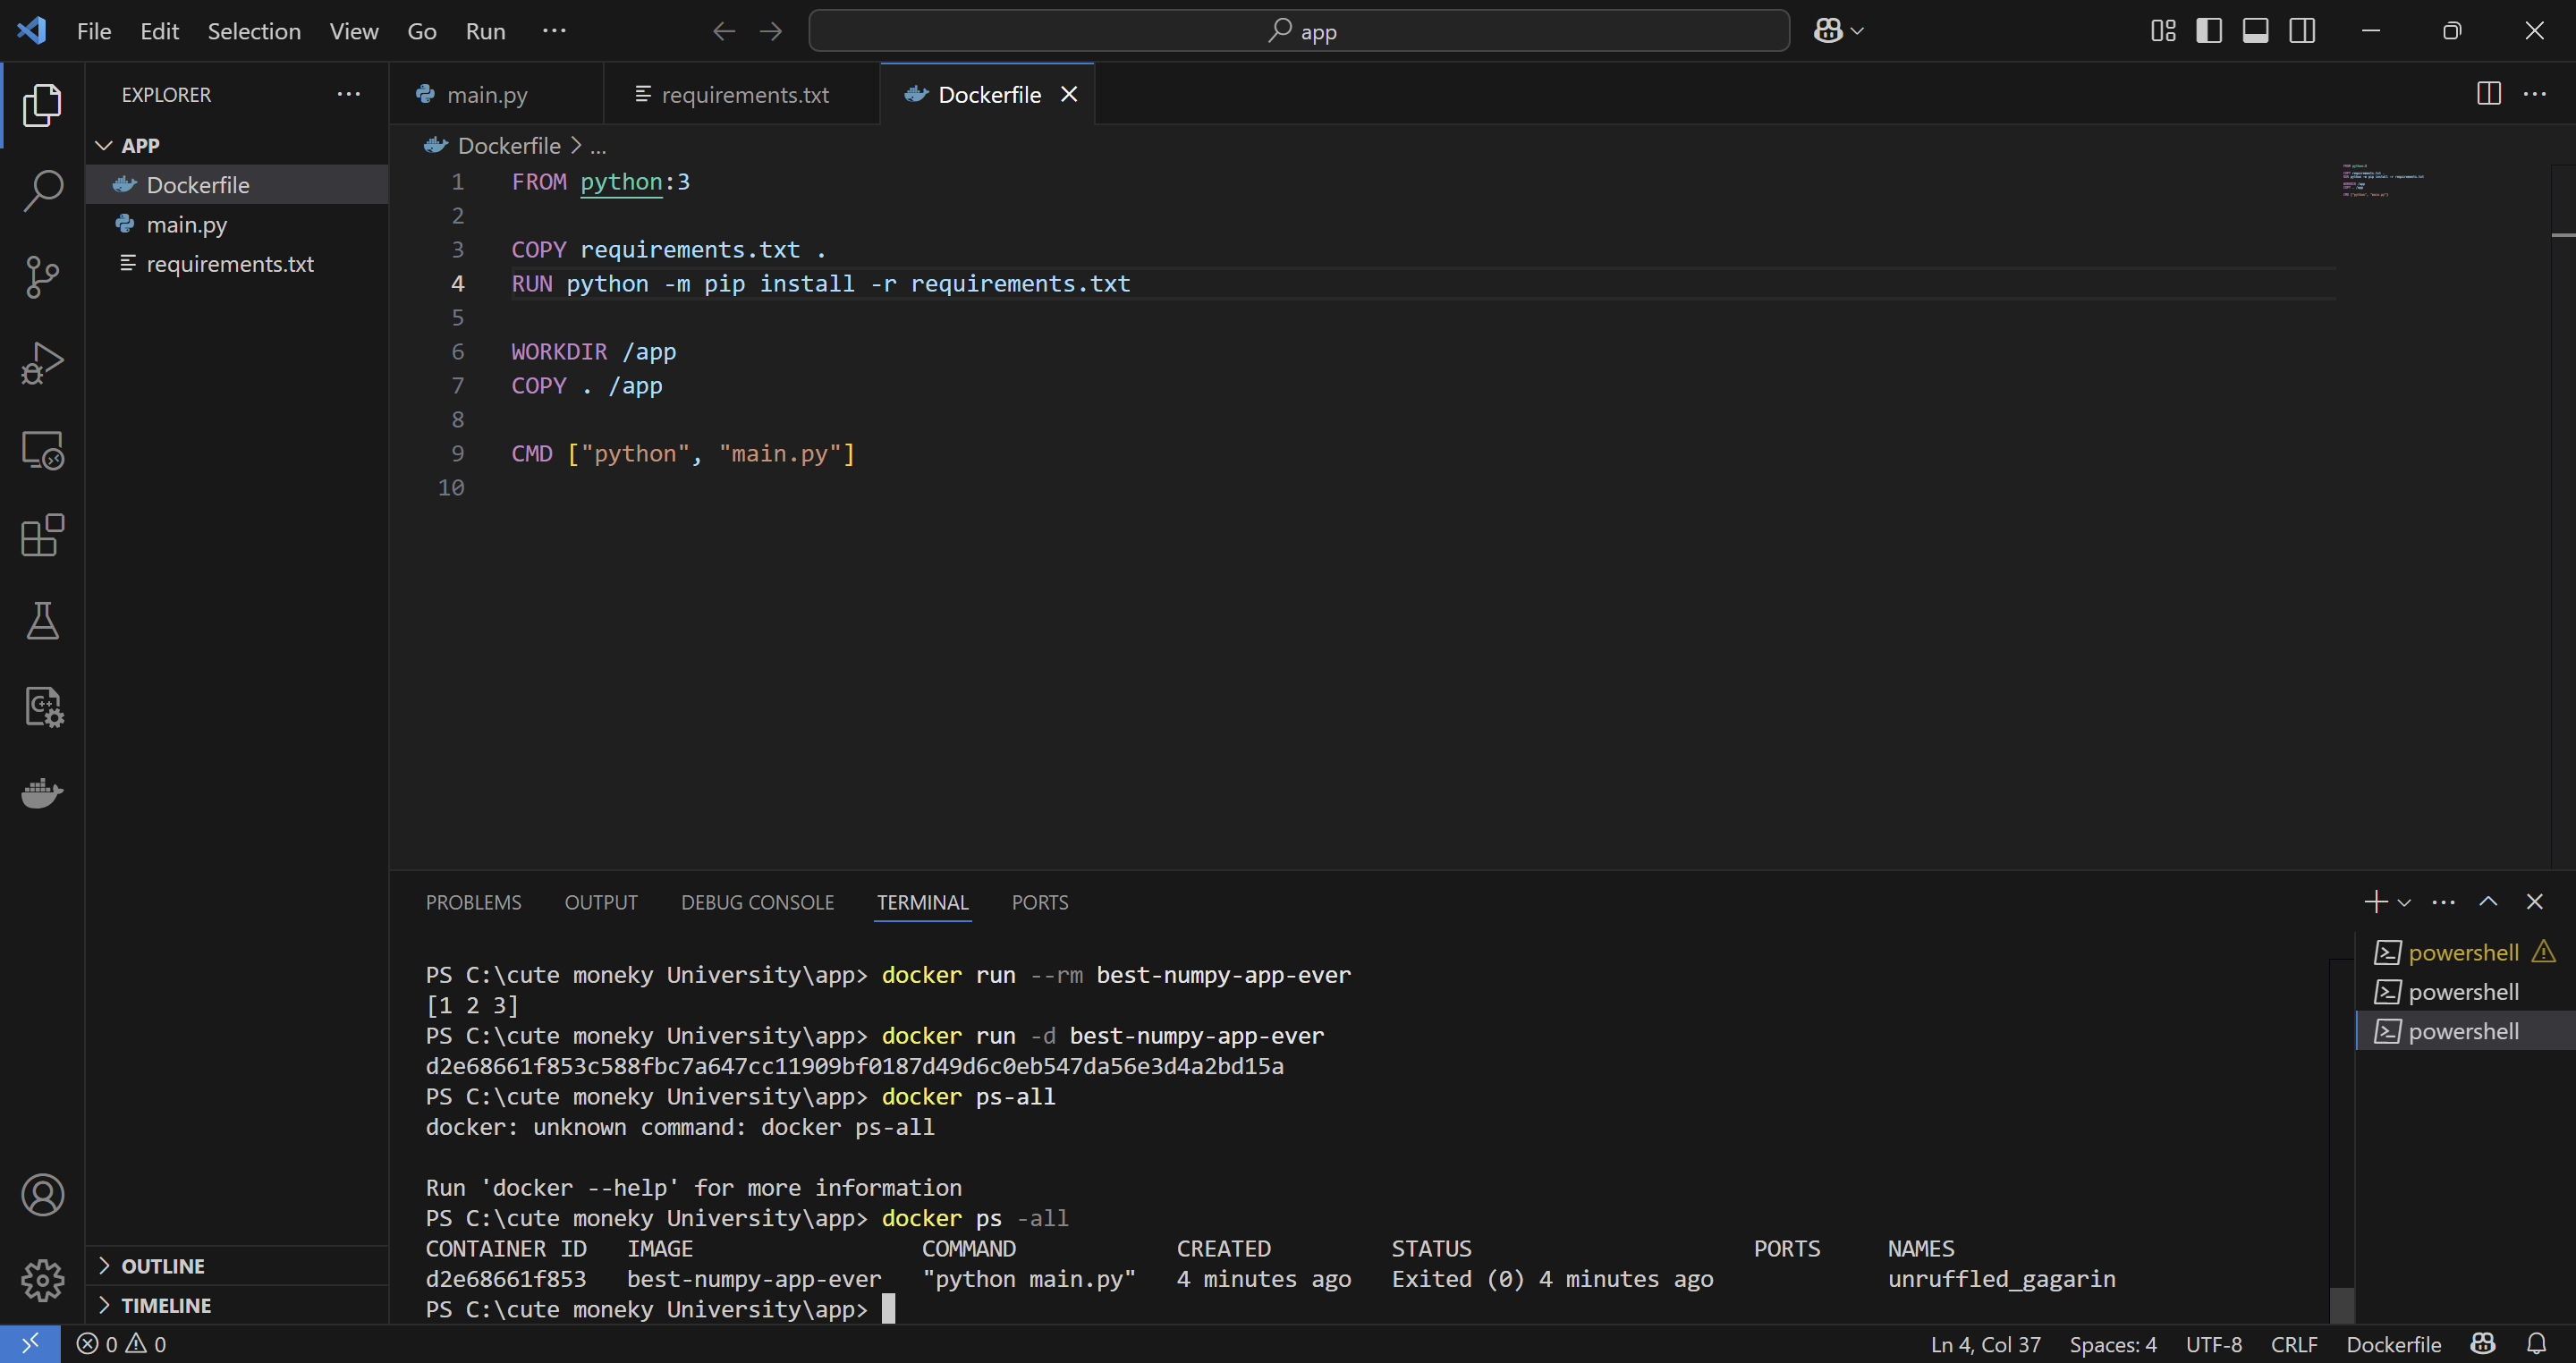 File Edit Selection View Go Run ···
app
EXPLORER ···
APP
Dockerfile
main.py
requirements.txt
OUTLINE
TIMELINE
main.py requirements.txt Dockerfile
Dockerfile > ...
1 FROM python:3
2
3 COPY requirements.txt .
4 RUN python -m pip install -r requirements.txt
5
6 WORKDIR /app
7 COPY . /app
8
9 CMD ["python", "main.py"]
10
PROBLEMS OUTPUT DEBUG CONSOLE TERMINAL PORTS
PS C:\cute moneky University\app> docker run --rm best-numpy-app-ever
[1 2 3]
PS C:\cute moneky University\app> docker run -d best-numpy-app-ever
d2e68661f853c588fbc7a647cc11909bf0187d49d6c0eb547da56e3d4a2bd15a
PS C:\cute moneky University\app> docker ps-all
docker: unknown command: docker ps-all
Run 'docker --help' for more information
PS C:\cute moneky University\app> docker ps -all
CONTAINER ID IMAGE COMMAND CREATED STATUS PORTS NAMES
d2e68661f853 best-numpy-app-ever "python main.py" 4 minutes ago Exited (0) 4 minutes ago unruffled_gagarin
PS C:\cute moneky University\app>
powershell
powershell
powershell
0 0
Ln 4, Col 37 Spaces: 4 UTF-8 CRLF Dockerfile